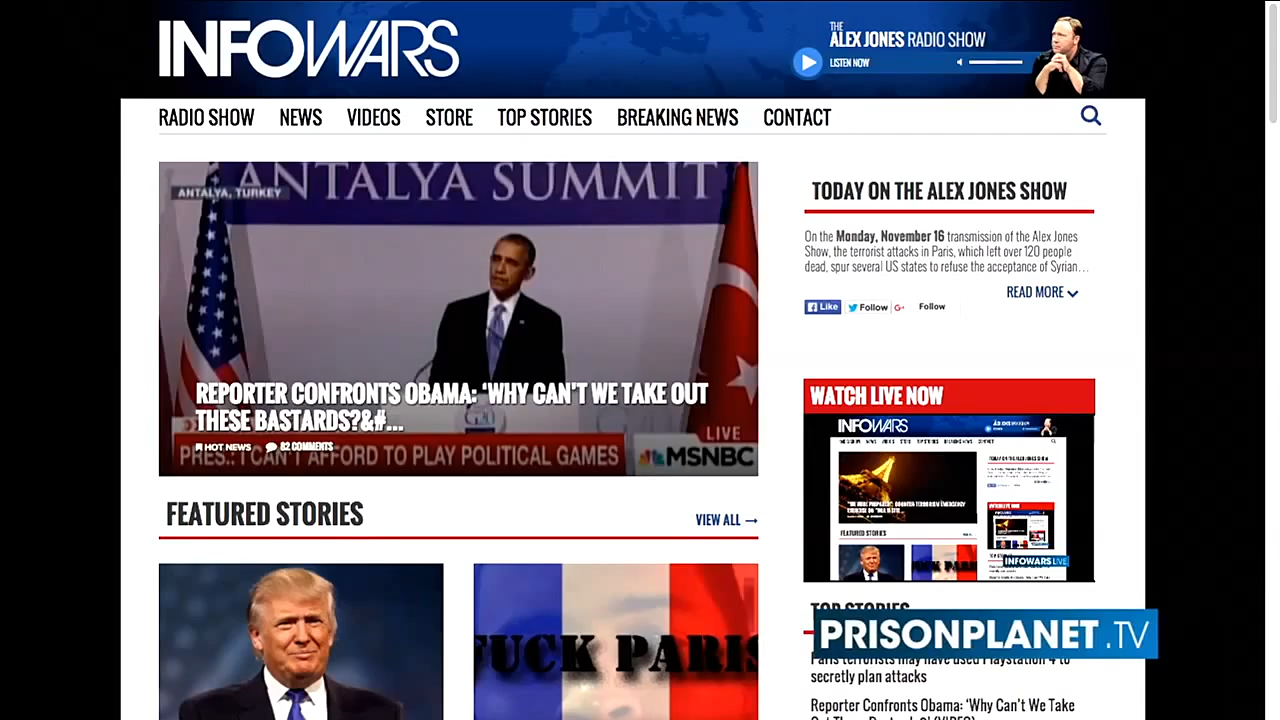 INFOWARS
THE
ALEX JONES RADIO SHOW
LISTEN NOW
RADIO SHOW NEWS VIDEOS STORE TOP STORIES BREAKING NEWS CONTACT
ANTALYA SUMMIT
ANTALYA, TURKEY
REPORTER CONFRONTS OBAMA: ‘WHY CAN'T WE TAKE OUT
THESE BASTARDS?&#...
HOT NEWS 82 COMMENTS
LIVE
PRES.: I CAN'T AFFORD TO PLAY POLITICAL GAMES
MSNBC
TODAY ON THE ALEX JONES SHOW
On the Monday, November 16 transmission of the Alex Jones
Show, the terrorist attacks in Paris, which left over 120 people
dead, spur several US states to refuse the acceptance of Syrian...
READ MORE
Like Follow Follow
WATCH LIVE NOW
INFOWARS
FEATURED STORIES
INFOWARS LIVE
FEATURED STORIES VIEW ALL →
FUCK PARIS
TOP STORIES
PRISONPLANET.TV
Paris terrorists may have used Playstation 4 to
secretly plan attacks
Reporter Confronts Obama: ‘Why Can't We Take